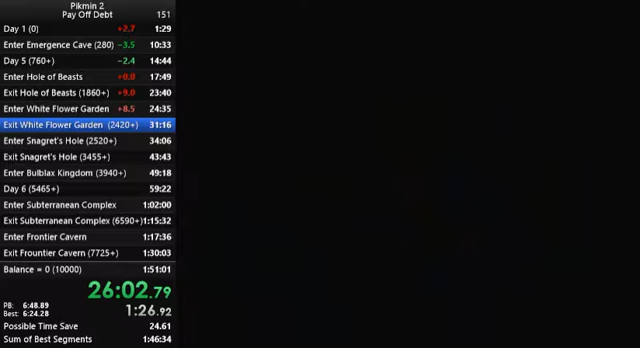 Pikmin 2
Pay Off Debt 151
Day 1 (0) +2.7 1:29
Enter Emergence Cave (280) −3.5 10:33
Day 5 (760+) −2.4 14:44
Enter Hole of Beasts +0.0 17:49
Exit Hole of Beasts (1860+) +9.0 23:40
Enter White Flower Garden +8.5 24:35
Exit White Flower Garden (2420+) 31:16
Enter Snagret's Hole (2520+) 34:06
Exit Snagret's Hole (3455+) 43:43
Enter Bulblax Kingdom (3940+) 49:18
Day 6 (5465+) 59:22
Enter Subterranean Complex 1:02:00
Exit Subterranean Complex (6590+) 1:15:32
Enter Frontier Cavern 1:17:36
Exit Frountier Cavern (7725+) 1:30:03
Balance = 0 (10000) 1:51:01
26:02.79
PB: 6:48.89
Best: 6:24.28 1:26.92
Possible Time Save 24.61
Sum of Best Segments 1:46:34